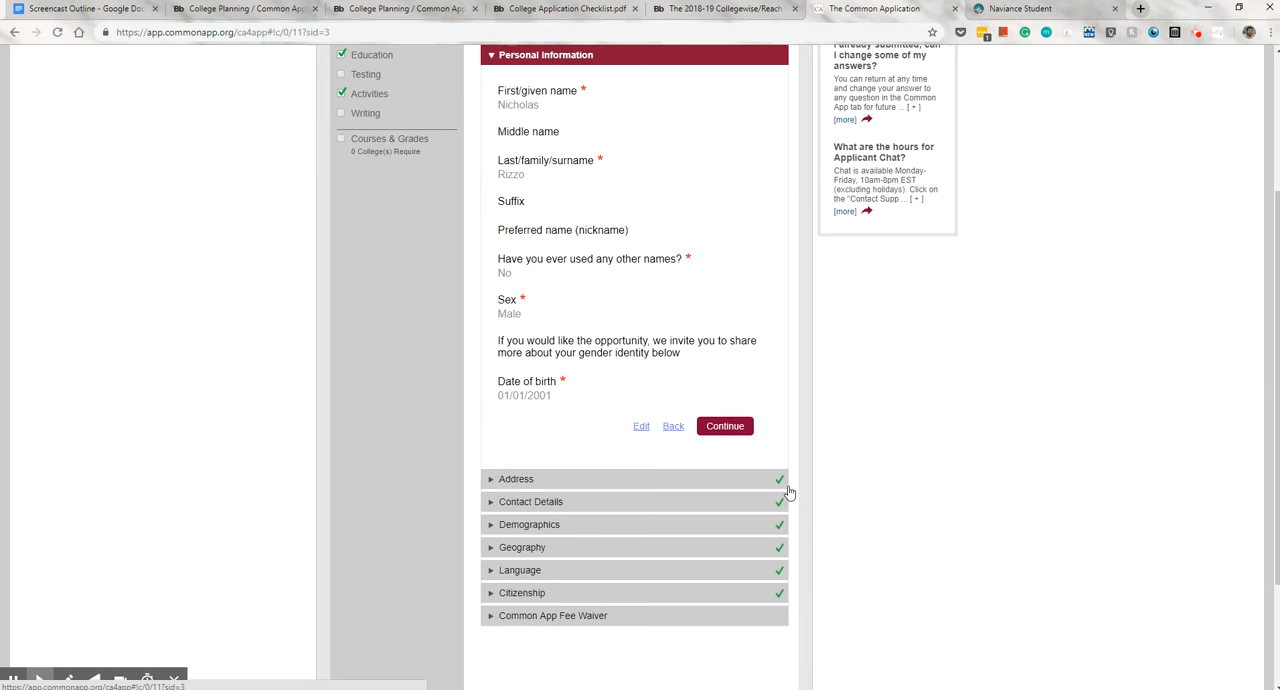 Screencast Outline - Google Doc
College Planning / Common App
College Planning / Common App
College Application Checklist.pdf
The 2018-19 Collegewise/Reach
The Common Application
Naviance Student
https://app.commonapp.org/ca4app#!c/0/11?sid=3
Education
Testing
Activities
Writing
Courses & Grades
0 College(s) Require
Personal Information
First/given name *
Nicholas
Middle name
Last/family/surname *
Rizzo
Suffix
Preferred name (nickname)
Have you ever used any other names? *
No
Sex *
Male
If you would like the opportunity, we invite you to share
more about your gender identity below
Date of birth *
01/01/2001
Edit Back Continue
Address
Contact Details
Demographics
Geography
Language
Citizenship
Common App Fee Waiver
I already submitted, can
I change some of my
answers?
You can return at any time
and change your answer to
any question in the Common
App tab for future ... [ + ]
[more]
What are the hours for
Applicant Chat?
Chat is available Monday-
Friday, 10am-8pm EST
(excluding holidays). Click on
the "Contact Supp ... [ + ]
[more]
https://app.commonapp.org/ca4app#!c/0/11?sid=3